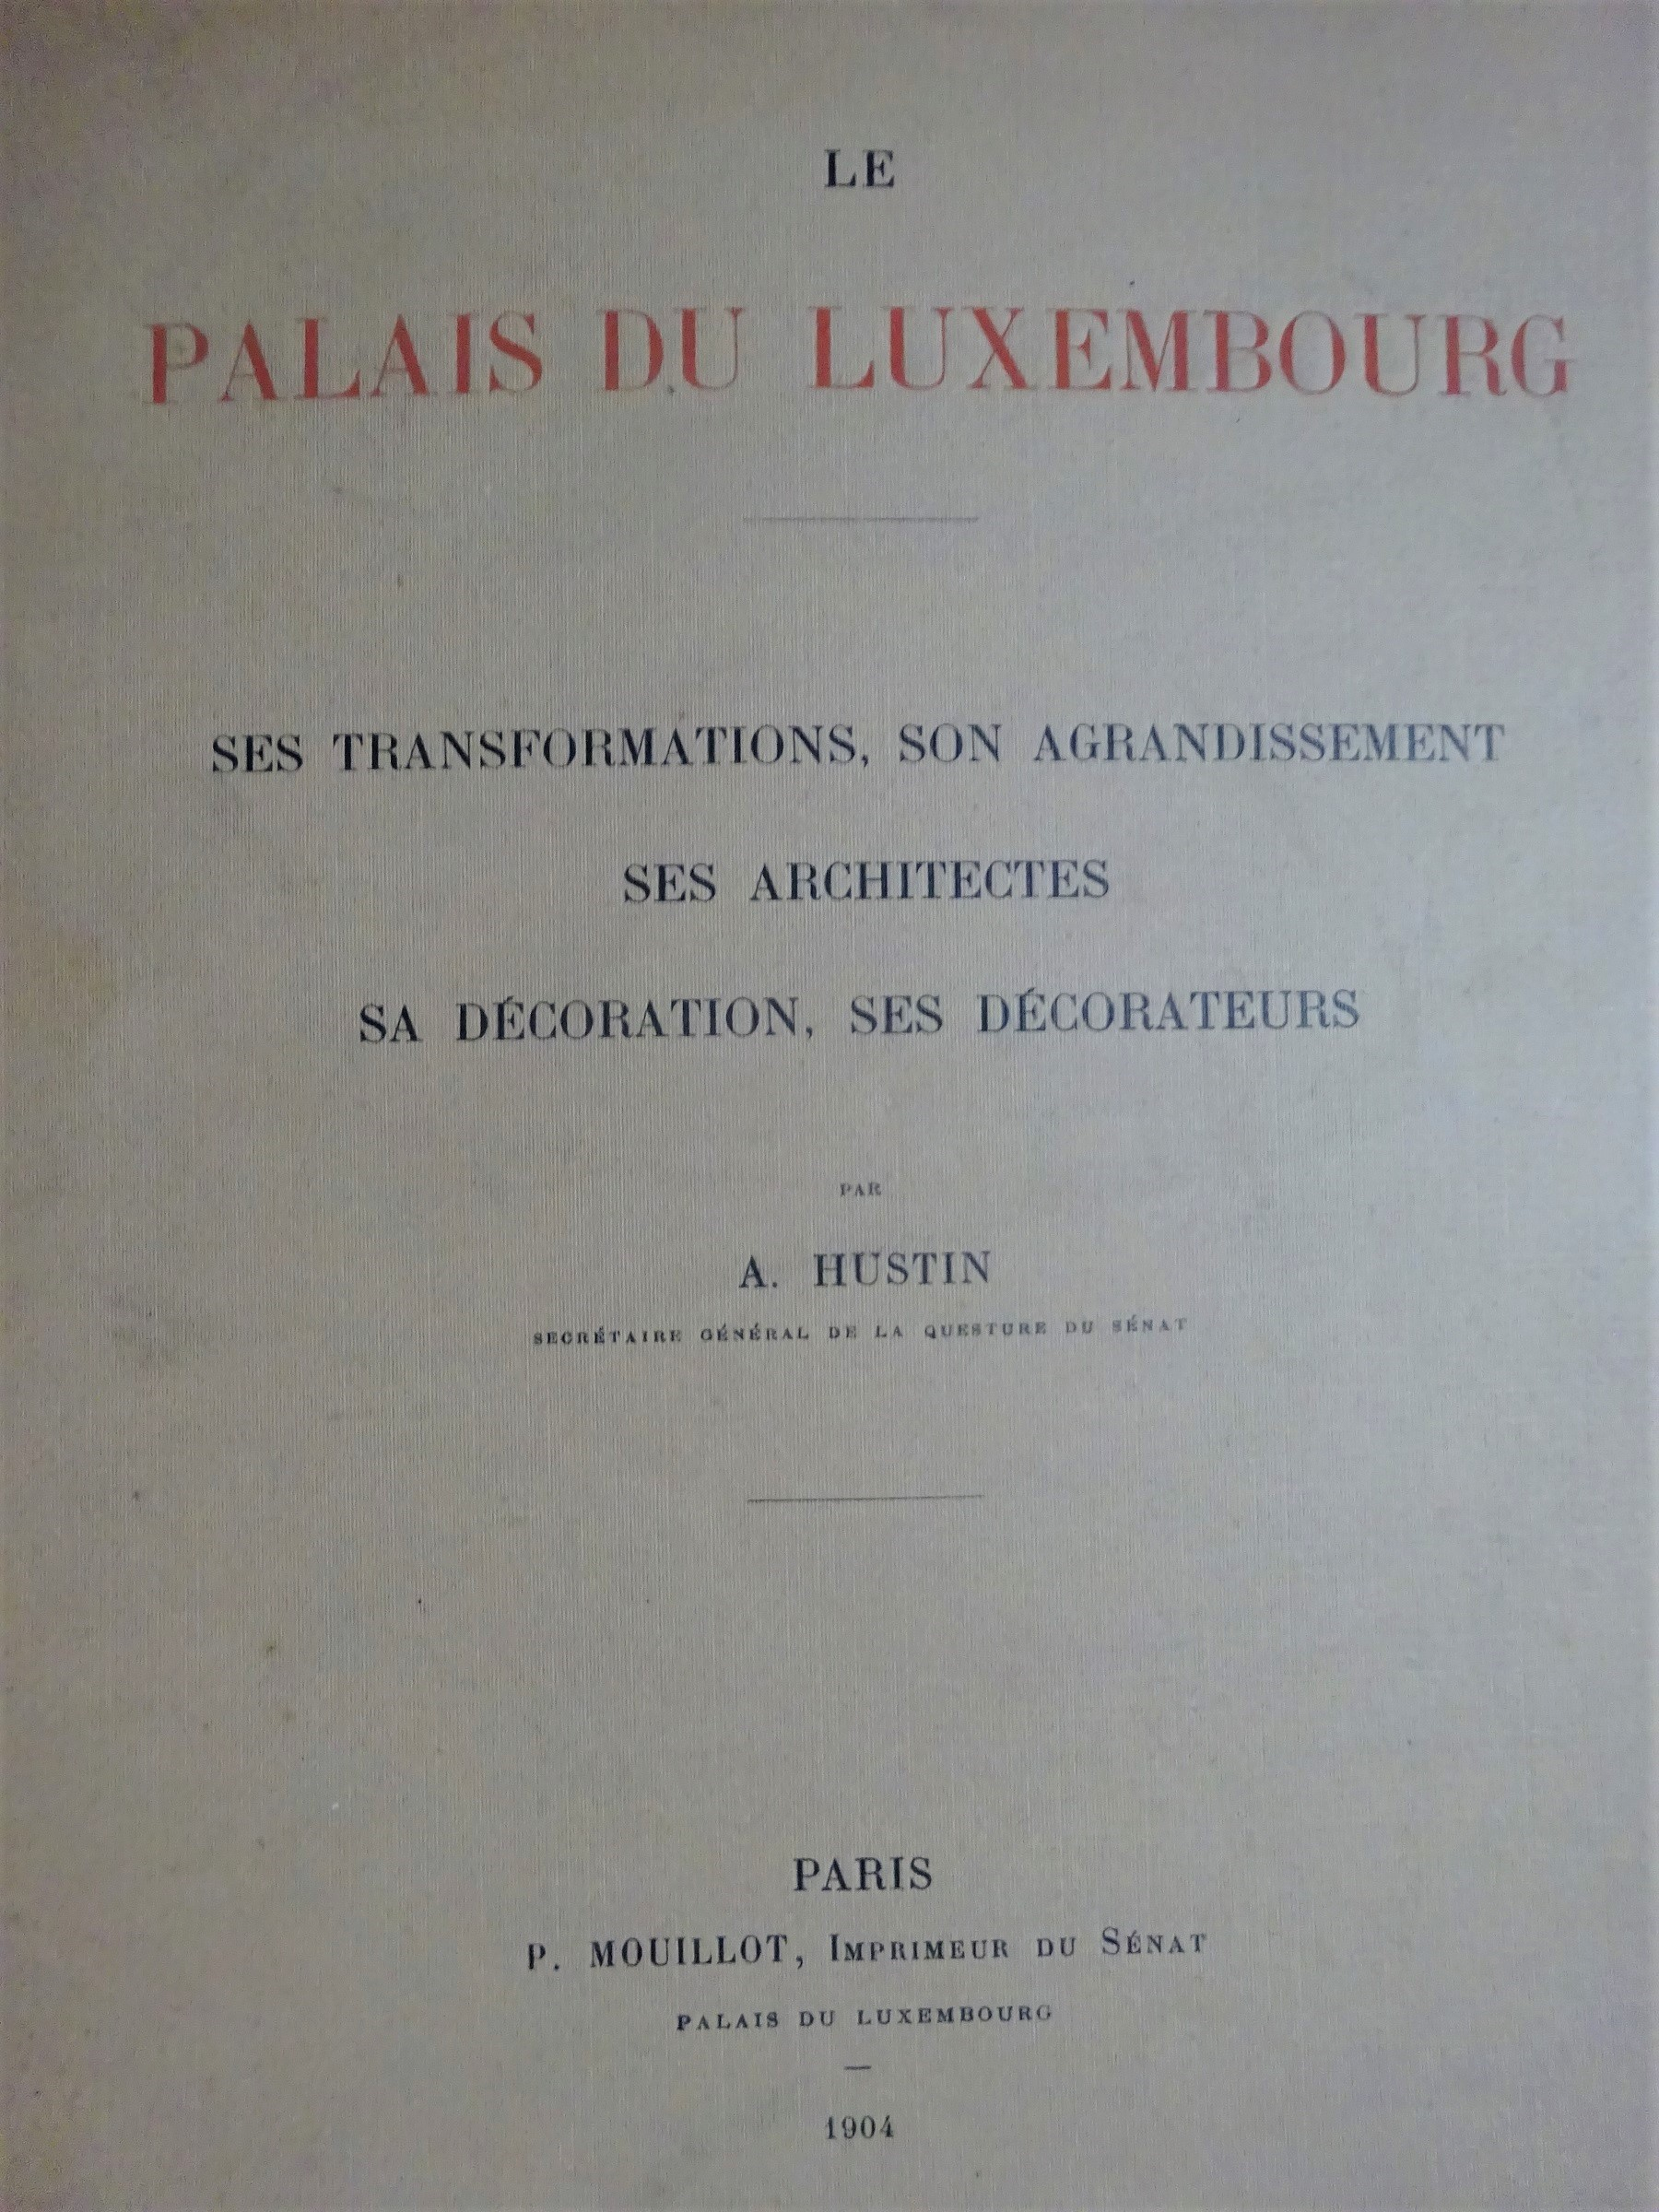 LE
PALAIS DU LUXEMBOURG
SES TRANSFORMATIONS, SON AGRANDISSEMENT
SES ARCHITECTES
SA DÉCORATION, SES DÉCORATEURS
PAR
A. HUSTIN
SECRÉTAIRE GÉNÉRAL DE LA QUESTURE DU SÉNAT
PARIS
P. MOUILLOT, IMPRIMEUR DU SÉNAT
PALAIS DU LUXEMBOURG
—
1904